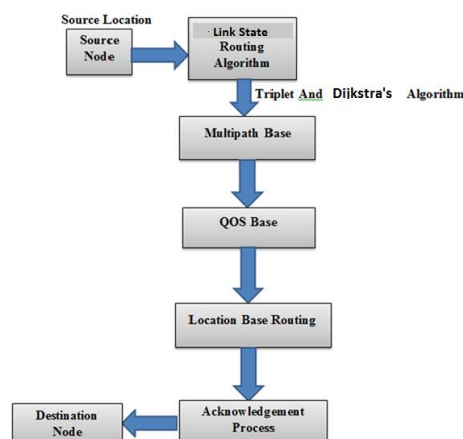 Source Location
Source
Node
Link State
Routing
Algorithm
Triplet And Dijkstra's Algorithm
Multipath Base
QOS Base
Location Base Routing
Acknowledgement
Process
Destination
Node